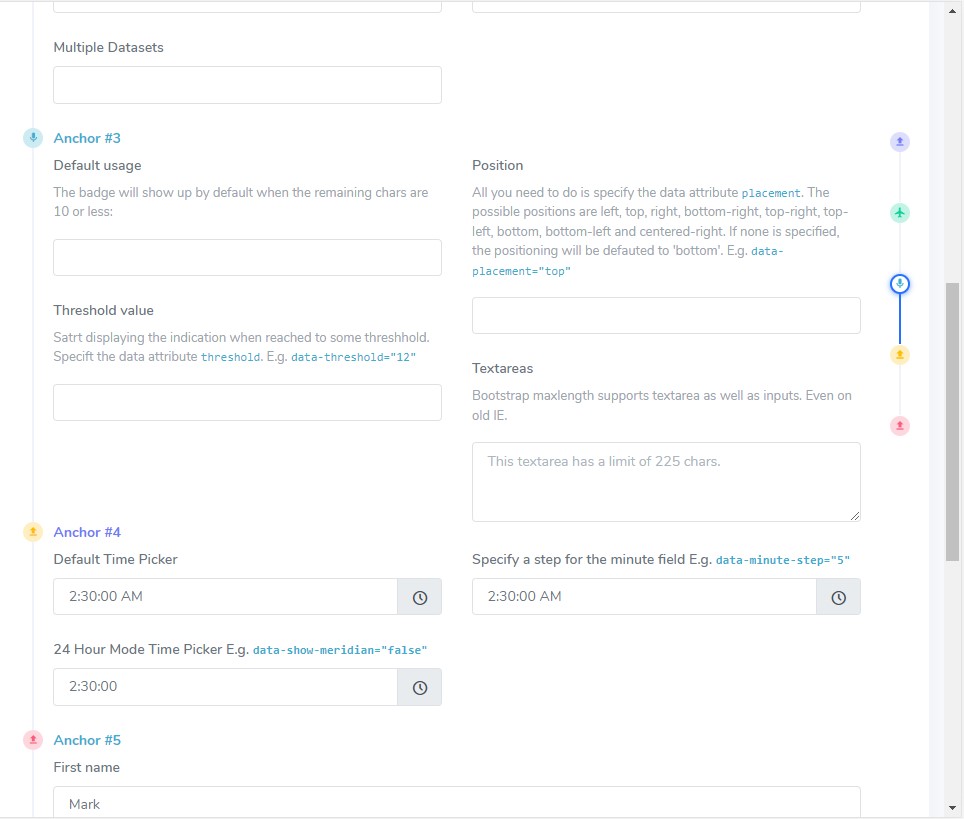 Multiple Datasets
Anchor #3
Default usage
The badge will show up by default when the remaining chars are
10 or less:
Threshold value
Satrt displaying the indication when reached to some threshhold.
Specift the data attribute threshold. E.g. data-threshold="12"
Position
All you need to do is specify the data attribute placement. The
possible positions are left, top, right, bottom-right, top-right, top-
left, bottom, bottom-left and centered-right. If none is specified,
the positioning will be defauted to 'bottom'. E.g. data-
placement="top"
Textareas
Bootstrap maxlength supports textarea as well as inputs. Even on
old IE.
This textarea has a limit of 225 chars.
Anchor #4
Default Time Picker
2:30:00 AM
Specify a step for the minute field E.g. data-minute-step="5"
2:30:00 AM
24 Hour Mode Time Picker E.g. data-show-meridian="false"
2:30:00
Anchor #5
First name
Mark